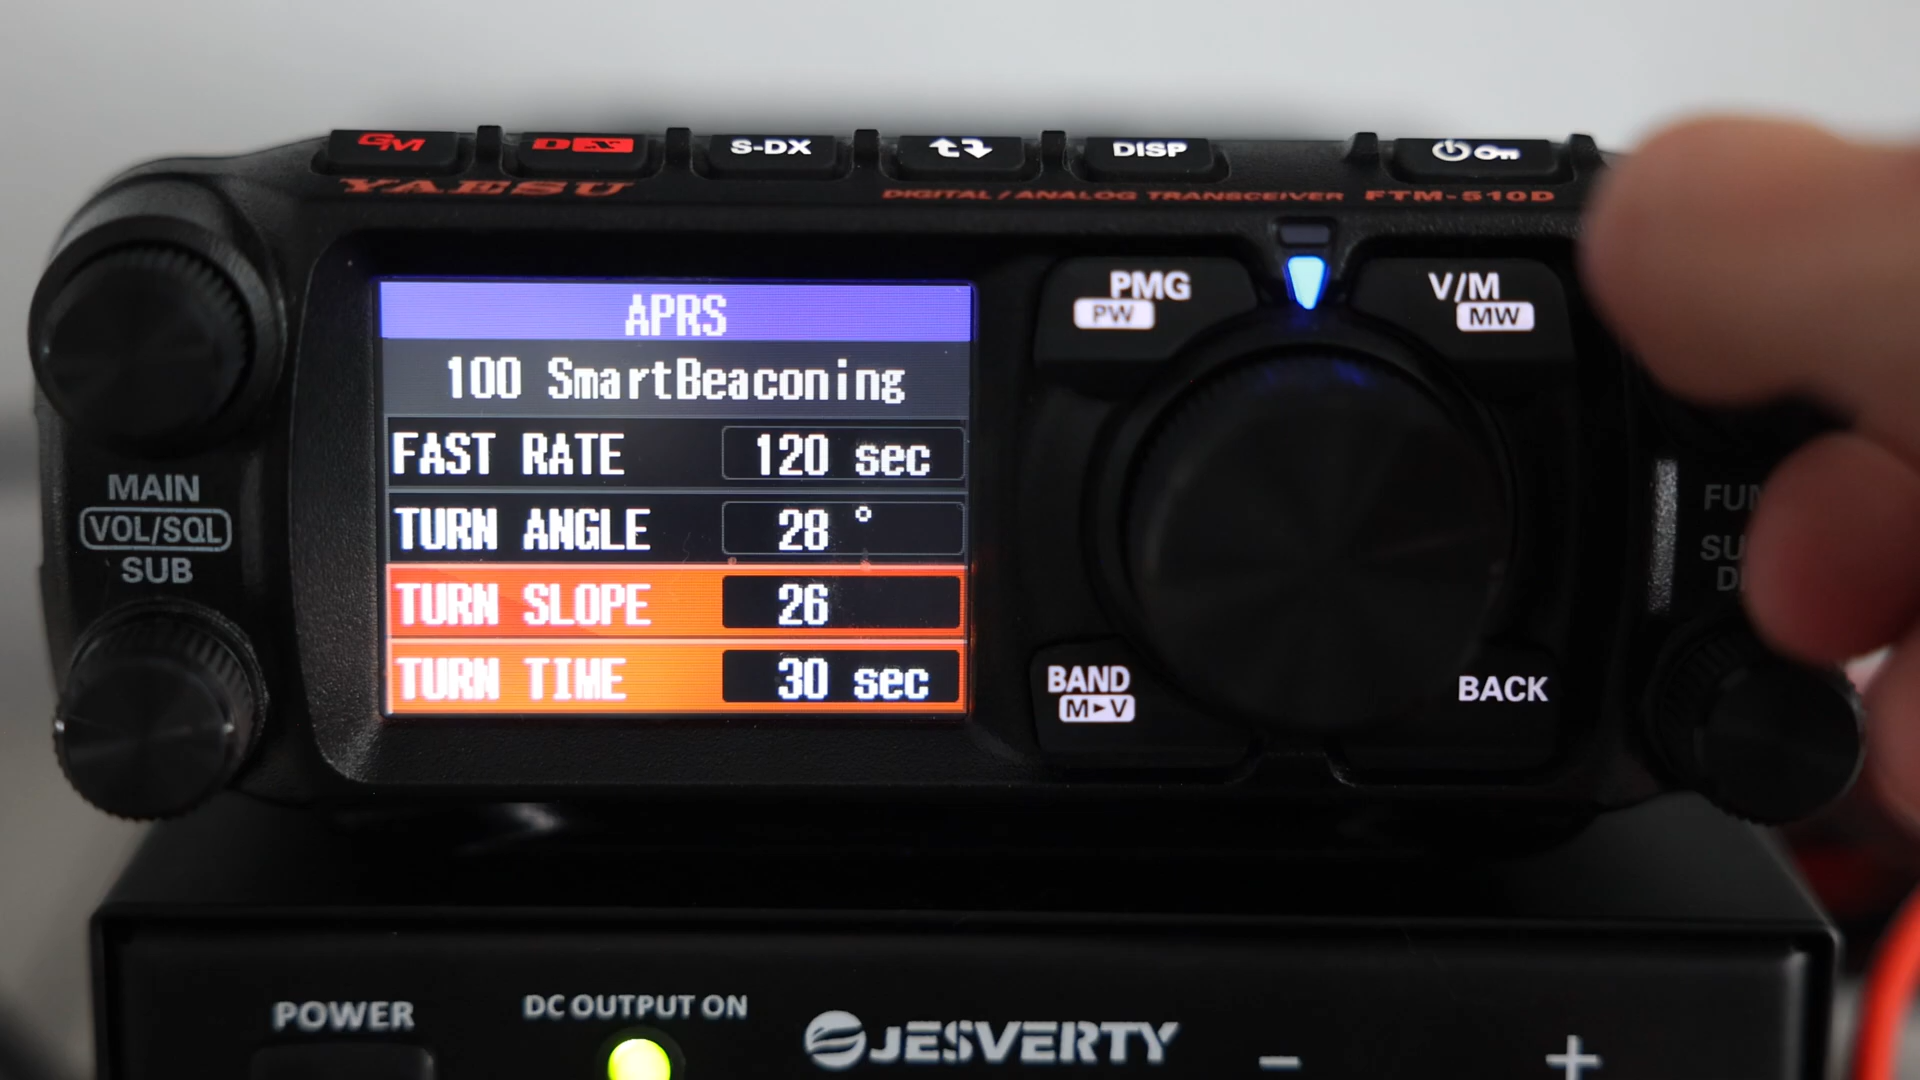 GM
DX
S-DX
DISP
YAESU
DIGITAL / ANALOG TRANSCEIVER FTM-510D
APRS
100 SmartBeaconing
FAST RATE 120 sec
TURN ANGLE 28 °
TURN SLOPE 26
TURN TIME 30 sec
PMG
PW
V/M
MW
MAIN
VOL/SQL
SUB
BAND
M►V
BACK
POWER
DC OUTPUT ON
JESVERTY
− +